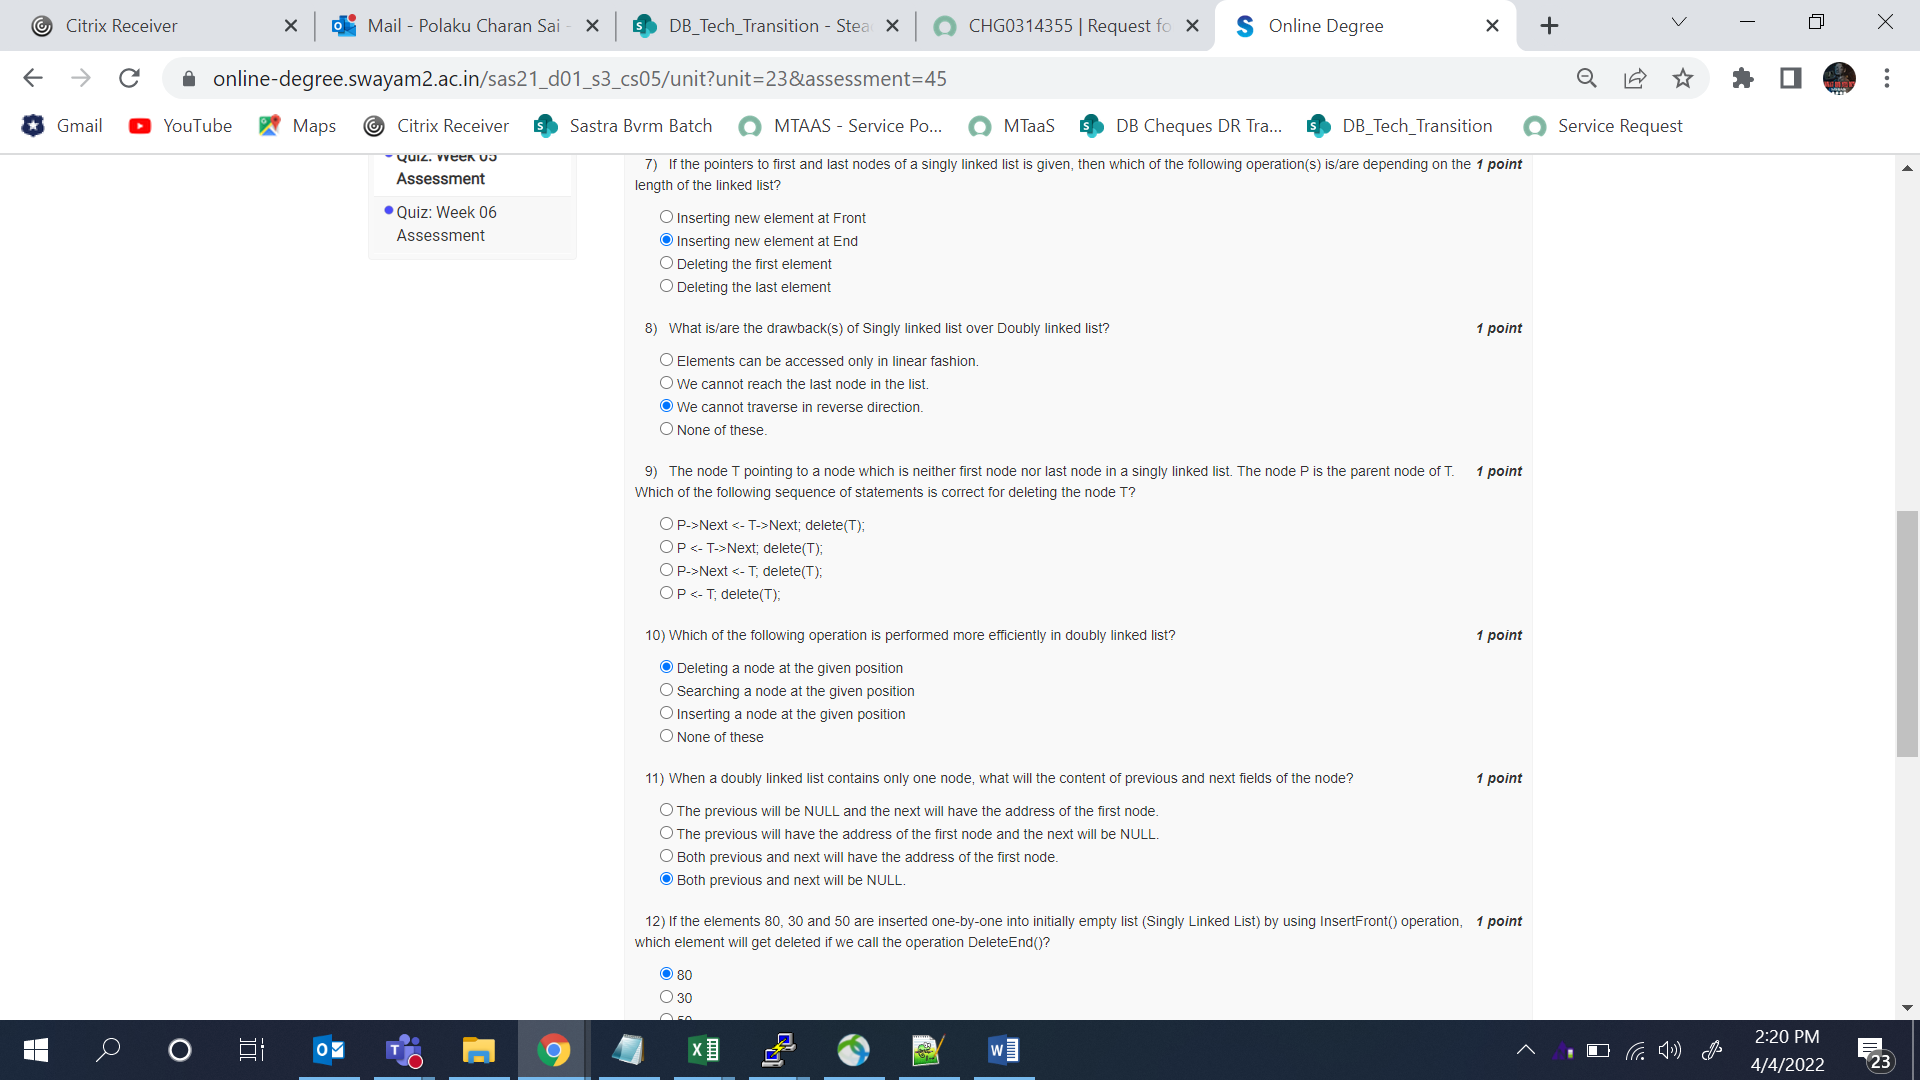 Citrix Receiver
Mail - Polaku Charan Sai -
DB_Tech_Transition - Stea
CHG0314355 | Request fo
Online Degree
online-degree.swayam2.ac.in/sas21_d01_s3_cs05/unit?unit=23&assessment=45
Gmail
YouTube
Maps
Citrix Receiver
Sastra Bvrm Batch
MTAAS - Service Po...
MTaaS
DB Cheques DR Tra...
DB_Tech_Transition
Service Request
Quiz: Week 05
Assessment
Quiz: Week 06
Assessment
7) If the pointers to first and last nodes of a singly linked list is given, then which of the following operation(s) is/are depending on the 1 point
length of the linked list?
Inserting new element at Front
Inserting new element at End
Deleting the first element
Deleting the last element
8) What is/are the drawback(s) of Singly linked list over Doubly linked list? 1 point
Elements can be accessed only in linear fashion.
We cannot reach the last node in the list.
We cannot traverse in reverse direction.
None of these.
9) The node T pointing to a node which is neither first node nor last node in a singly linked list. The node P is the parent node of T. 1 point
Which of the following sequence of statements is correct for deleting the node T?
P->Next <- T->Next; delete(T);
P <- T->Next; delete(T);
P->Next <- T; delete(T);
P <- T; delete(T);
10) Which of the following operation is performed more efficiently in doubly linked list? 1 point
Deleting a node at the given position
Searching a node at the given position
Inserting a node at the given position
None of these
11) When a doubly linked list contains only one node, what will the content of previous and next fields of the node? 1 point
The previous will be NULL and the next will have the address of the first node.
The previous will have the address of the first node and the next will be NULL.
Both previous and next will have the address of the first node.
Both previous and next will be NULL.
12) If the elements 80, 30 and 50 are inserted one-by-one into initially empty list (Singly Linked List) by using InsertFront() operation, 1 point
which element will get deleted if we call the operation DeleteEnd()?
80
30
50
2:20 PM
4/4/2022
23